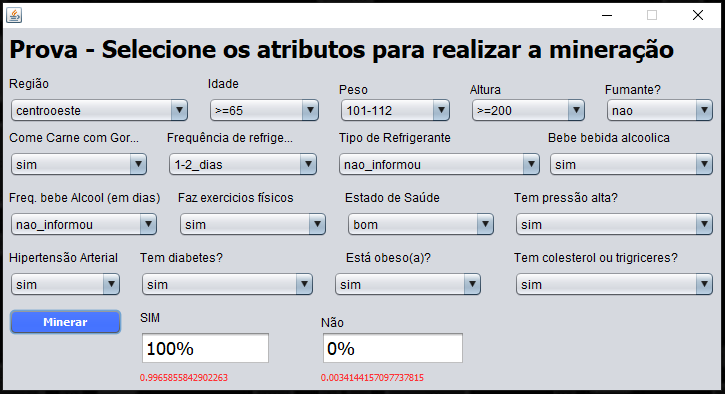 Prova - Selecione os atributos para realizar a mineração
Região Idade Peso Altura Fumante?
centrooeste >=65 101-112 >=200 nao
Come Carne com Gor... Frequência de refrige... Tipo de Refrigerante Bebe bebida alcoolica
sim 1-2_dias nao_informou sim
Freq. bebe Alcool (em dias) Faz exercicios físicos Estado de Saúde Tem pressão alta?
nao_informou sim bom sim
Hipertensão Arterial Tem diabetes? Está obeso(a)? Tem colesterol ou trigriceres?
sim sim sim sim
Minerar SIM Não
100% 0%
0.9965855842902263 0.0034144157097737815